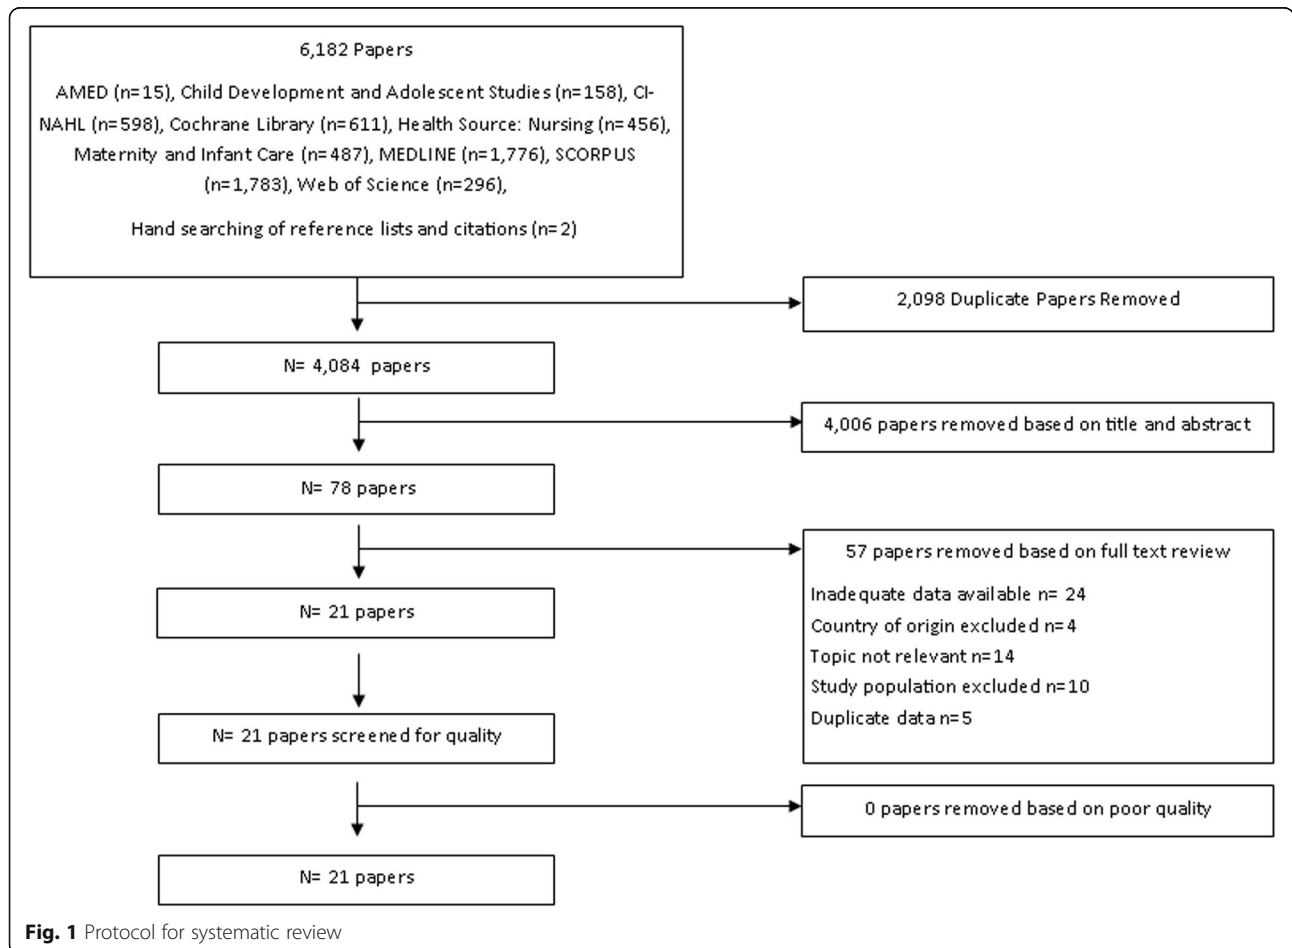 6,182 Papers
AMED (n=15), Child Development and Adolescent Studies (n=158), CI-
NAHL (n=598), Cochrane Library (n=611), Health Source: Nursing (n=456),
Maternity and Infant Care (n=487), MEDLINE (n=1,776), SCORPUS
(n=1,783), Web of Science (n=296),
Hand searching of reference lists and citations (n=2)
2,098 Duplicate Papers Removed
N= 4,084 papers
4,006 papers removed based on title and abstract
N= 78 papers
57 papers removed based on full text review
Inadequate data available n= 24
Country of origin excluded n=4
Topic not relevant n=14
Study population excluded n=10
Duplicate data n=5
N= 21 papers
N= 21 papers screened for quality
0 papers removed based on poor quality
N= 21 papers
Fig. 1 Protocol for systematic review